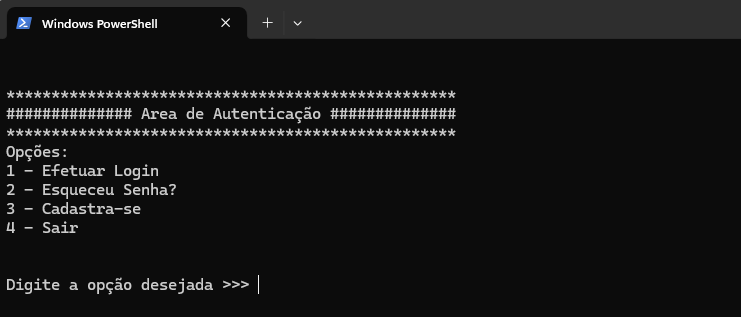 Windows PowerShell
**************************************************
############## Area de Autenticação ##############
**************************************************
Opções:
1 - Efetuar Login
2 - Esqueceu Senha?
3 - Cadastra-se
4 - Sair
Digite a opção desejada >>>